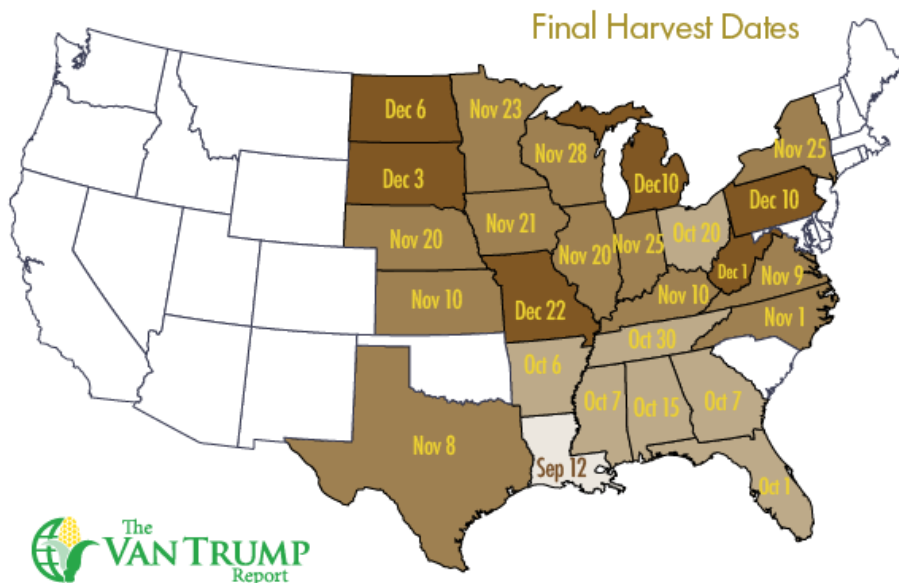 Final Harvest Dates
Dec 6
Nov 23
Nov 28
Dec10
Nov 25
Dec 3
Dec 10
Nov 21
Nov 20
Nov 20
Nov 25
Oct 20
Dec 1
Nov 9
Nov 10
Dec 22
Nov 10
Nov 1
Oct 30
Oct 6
Oct 7
Oct 15
Oct 7
Nov 8
Sep 12
Oct 1
The
VAN TRUMP
Report